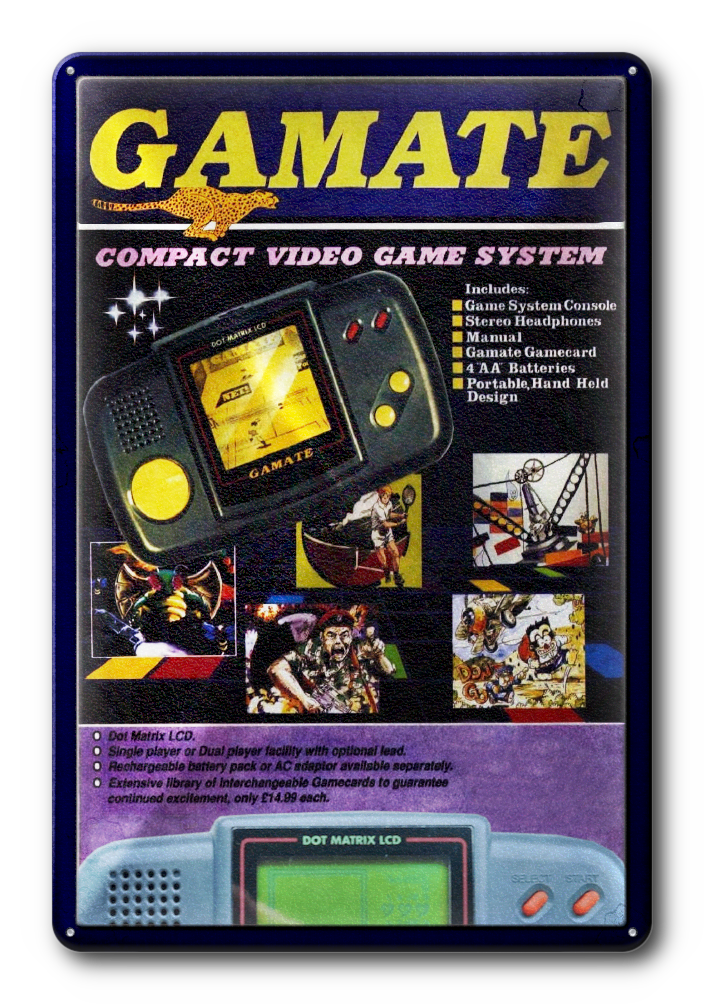 GAMATE
COMPACT VIDEO GAME SYSTEM
Includes:
Game System Console
Stereo Headphones
Manual
Gamate Gamecard
4 "AA" Batteries
Portable, Hand Held
Design
DOT MATRIX LCD
GAMATE
NET!
GAMATE
Dot Matrix LCD.
Single player or Dual player facility with optional lead.
Rechargeable battery pack or AC adaptor available separately.
Extensive library of interchangeable Gamecards to guarantee
continued excitement, only £14.99 each.
DOT MATRIX LCD
SELECT START